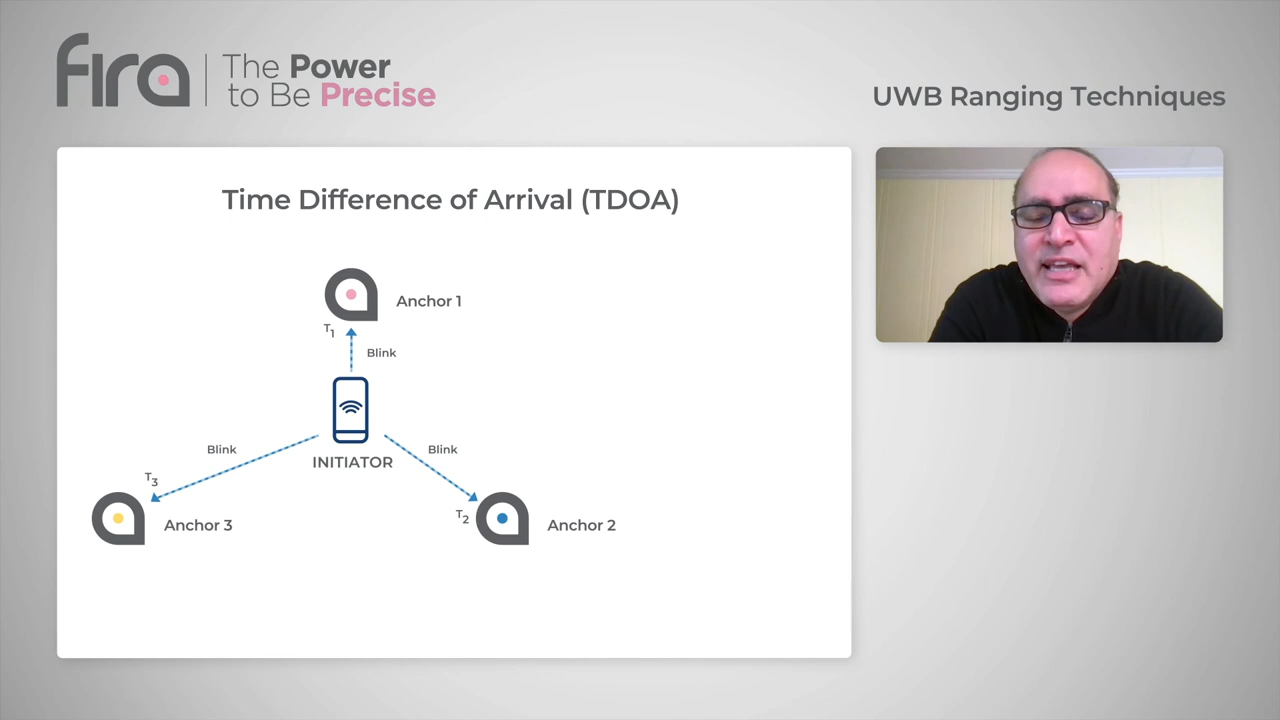 fira
The Power
to Be Precise
UWB Ranging Techniques
Time Difference of Arrival (TDOA)
Anchor 1
T1
Blink
Blink
Blink
INITIATOR
T3
T2
Anchor 3
Anchor 2